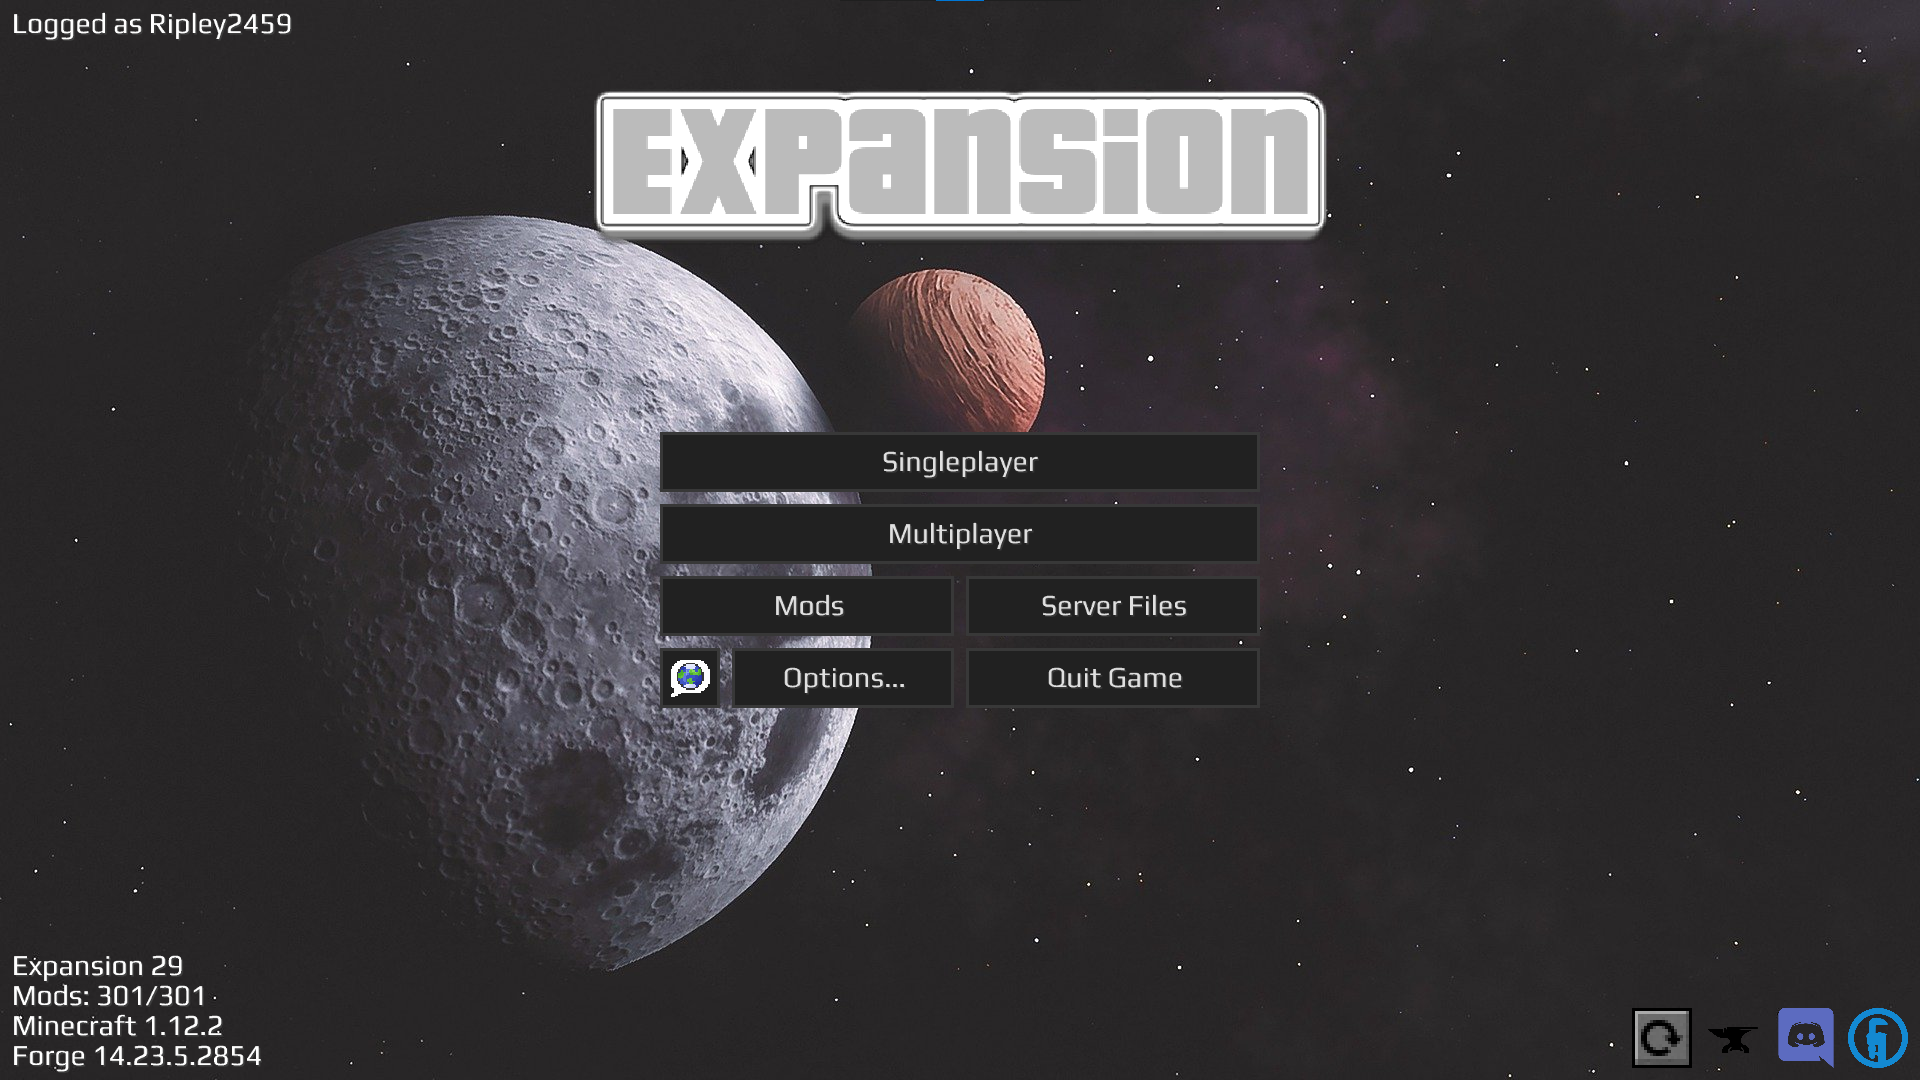 Logged as Ripley2459
Expansion
Singleplayer
Multiplayer
Mods
Server Files
Options...
Quit Game
Expansion 29
Mods: 301/301
Minecraft 1.12.2
Forge 14.23.5.2854